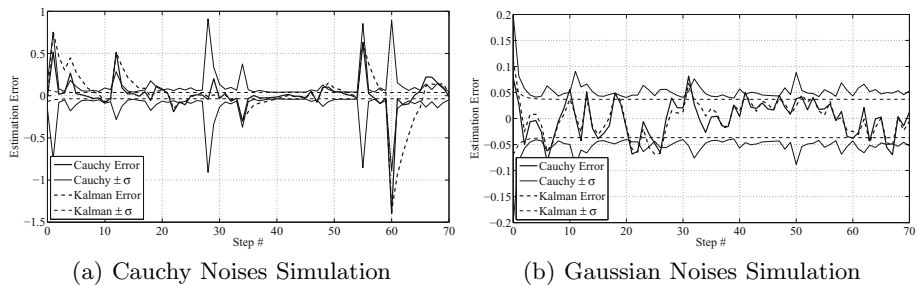 1
0.5
0
−0.5
−1
−1.5
Estimation Error
0 10 20 30 40 50 60 70
Step #
Cauchy Error
Cauchy ± σ
Kalman Error
Kalman ± σ
(a) Cauchy Noises Simulation
0.2
0.15
0.1
0.05
0
−0.05
−0.1
−0.15
−0.2
Estimation Error
0 10 20 30 40 50 60 70
Step #
Cauchy Error
Cauchy ± σ
Kalman Error
Kalman ± σ
(b) Gaussian Noises Simulation